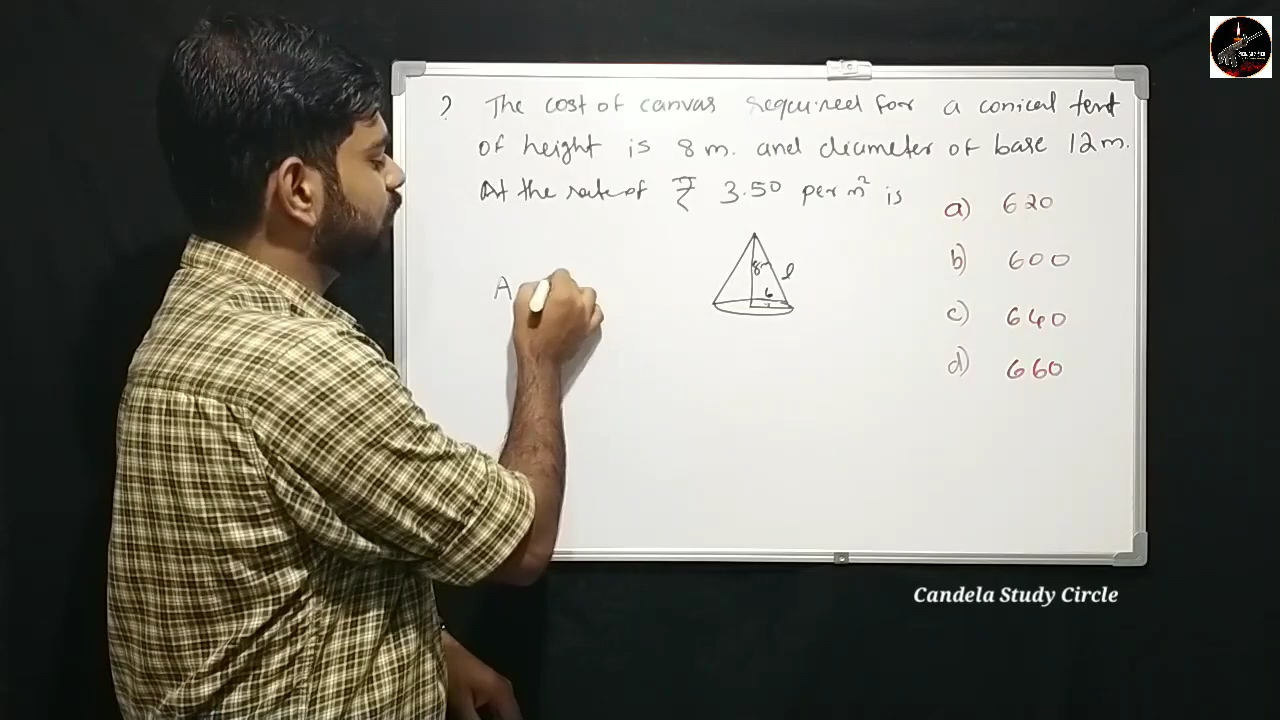 ? The cost of canvas required for a conical tent
of height is 8 m. and diameter of base 12 m.
At the rate of ₹ 3.50 per m² is
a) 620
b) 600
c) 640
d) 660
8
l
6
A
Candela Study Circle